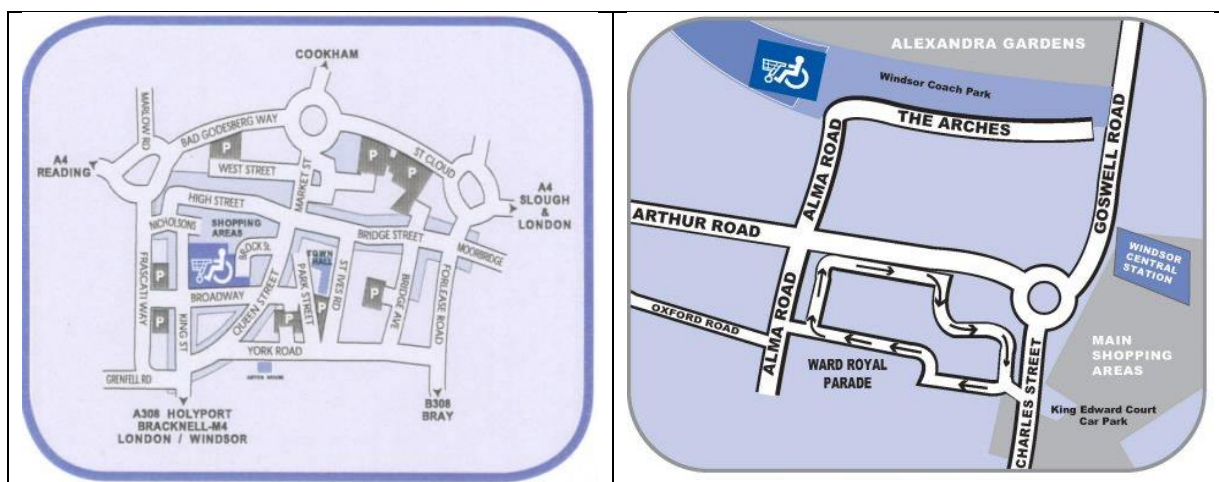 COOKHAM
MARLOW RD
BAD GODESBERG WAY
A4
READING
P
WEST STREET
MARKET ST
P
P
ST CLOUD
A4
SLOUGH
&
LONDON
HIGH STREET
NICHOLSONS
SHOPPING
AREAS
BROCK St.
BRIDGE STREET
MOORBRIDGE
FRASCATI WAY
P
TOWN
HALL
PARK STREET
ST IVES RD
P
BRIDGE AVE
FORLEASE ROAD
BROADWAY
QUEEN STREET
P
KING ST
P
P
YORK ROAD
GRENFELL RD
A308 HOLYPORT
BRACKNELL-M4
LONDON / WINDSOR
B308
BRAY
ALEXANDRA GARDENS
Windsor Coach Park
THE ARCHES
ALMA ROAD
GOSWELL ROAD
ARTHUR ROAD
WINDSOR
CENTRAL
STATION
OXFORD ROAD
ALMA ROAD
WARD ROYAL
PARADE
MAIN
SHOPPING
AREAS
CHARLES STREET
King Edward Court
Car Park